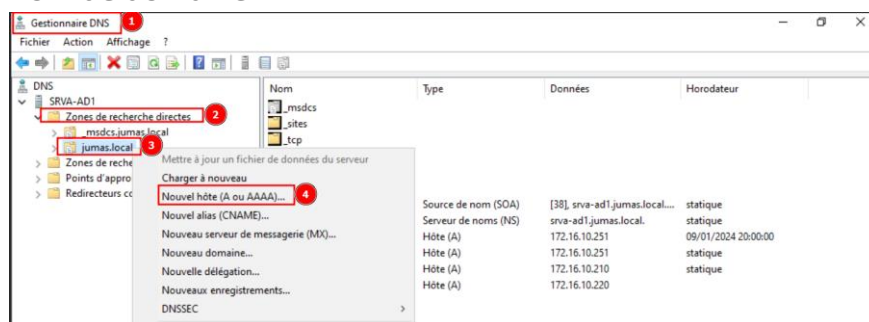 Gestionnaire DNS 1
Fichier Action Affichage ?
DNS
SRVA-AD1
Zones de recherche directes 2
_msdcs.jumas.local
jumas.local 3
Zones de reche
Points d'appro
Redirecteurs co
Mettre à jour un fichier de données du serveur
Charger à nouveau
Nouvel hôte (A ou AAAA)... 4
Nouvel alias (CNAME)...
Nouveau serveur de messagerie (MX)...
Nouveau domaine...
Nouvelle délégation...
Nouveaux enregistrements...
DNSSEC
Nom Type Données Horodateur
_msdcs
_sites
_tcp
Source de nom (SOA) [38], srva-ad1.jumas.local.... statique
Serveur de noms (NS) srva-ad1.jumas.local. statique
Hôte (A) 172.16.10.251 09/01/2024 20:00:00
Hôte (A) 172.16.10.251 statique
Hôte (A) 172.16.10.210 statique
Hôte (A) 172.16.10.220